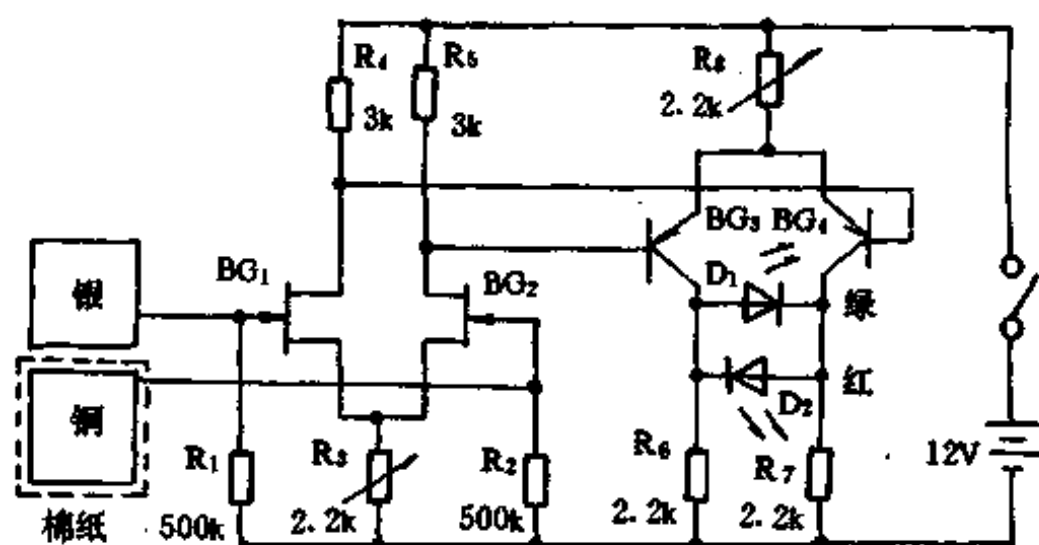 R₄
3k
R₅
3k
R₈
2.2k
银
BG₁
BG₂
BG₃
BG₄
D₁
绿
铜
D₂
红
棉纸
R₁
500k
R₃
2.2k
R₂
500k
R₆
2.2k
R₇
2.2k
12V